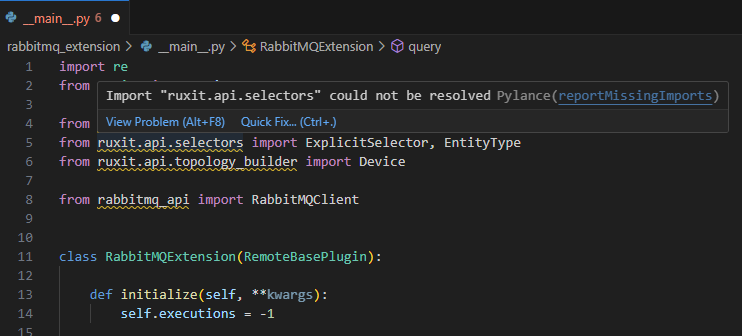 __main__.py 6
rabbitmq_extension > __main__.py > RabbitMQExtension > query
1 import re
2 from
3
Import "ruxit.api.selectors" could not be resolved Pylance(reportMissingImports)
View Problem (Alt+F8) Quick Fix... (Ctrl+.)
4 from
5 from ruxit.api.selectors import ExplicitSelector, EntityType
6 from ruxit.api.topology_builder import Device
7
8 from rabbitmq_api import RabbitMQClient
9
10
11 class RabbitMQExtension(RemoteBasePlugin):
12
13 def initialize(self, **kwargs):
14 self.executions = -1
15